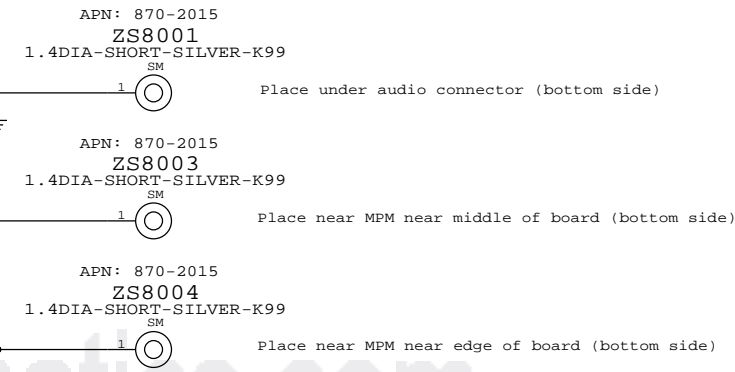 APN: 870-2015
ZS8001
1.4DIA-SHORT-SILVER-K99
SM
1
Place under audio connector (bottom side)
APN: 870-2015
ZS8003
1.4DIA-SHORT-SILVER-K99
SM
1
Place near MPM near middle of board (bottom side)
APN: 870-2015
ZS8004
1.4DIA-SHORT-SILVER-K99
SM
1
Place near MPM near edge of board (bottom side)